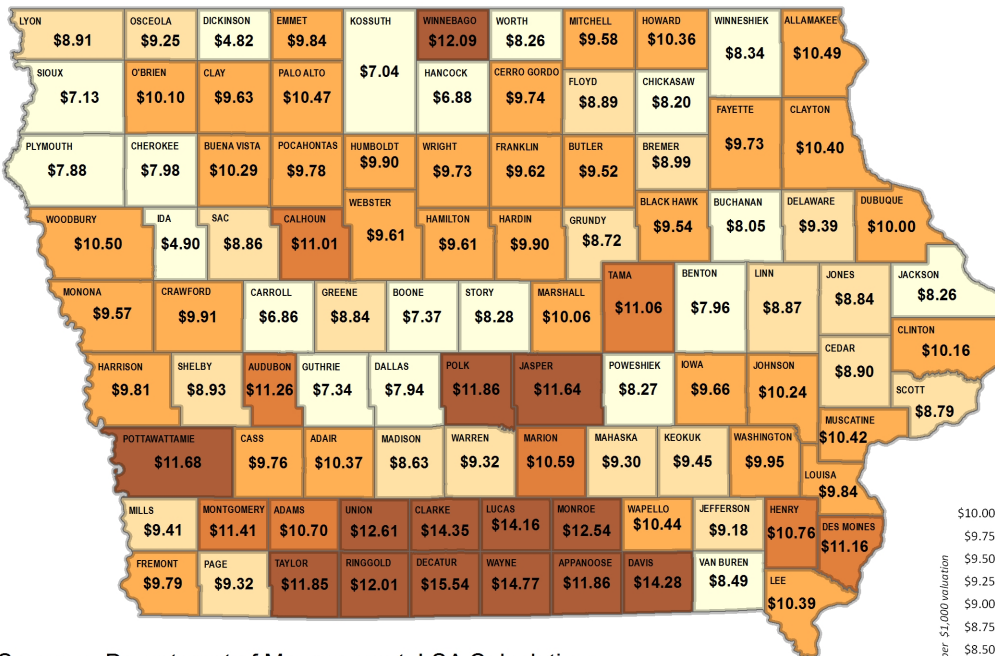 LYON
$8.91
OSCEOLA
$9.25
DICKINSON
$4.82
EMMET
$9.84
KOSSUTH
$7.04
WINNEBAGO
$12.09
WORTH
$8.26
MITCHELL
$9.58
HOWARD
$10.36
WINNESHIEK
$8.34
ALLAMAKEE
$10.49
SIOUX
$7.13
O'BRIEN
$10.10
CLAY
$9.63
PALO ALTO
$10.47
HANCOCK
$6.88
CERRO GORDO
$9.74
FLOYD
$8.89
CHICKASAW
$8.20
FAYETTE
$9.73
CLAYTON
$10.40
PLYMOUTH
$7.88
CHEROKEE
$7.98
BUENA VISTA
$10.29
POCAHONTAS
$9.78
HUMBOLDT
$9.90
WRIGHT
$9.73
FRANKLIN
$9.62
BUTLER
$9.52
BREMER
$8.99
WOODBURY
$10.50
IDA
$4.90
SAC
$8.86
CALHOUN
$11.01
WEBSTER
$9.61
HAMILTON
$9.61
HARDIN
$9.90
GRUNDY
$8.72
BLACK HAWK
$9.54
BUCHANAN
$8.05
DELAWARE
$9.39
DUBUQUE
$10.00
MONONA
$9.57
CRAWFORD
$9.91
CARROLL
$6.86
GREENE
$8.84
BOONE
$7.37
STORY
$8.28
MARSHALL
$10.06
TAMA
$11.06
BENTON
$7.96
LINN
$8.87
JONES
$8.84
JACKSON
$8.26
CLINTON
$10.16
HARRISON
$9.81
SHELBY
$8.93
AUDUBON
$11.26
GUTHRIE
$7.34
DALLAS
$7.94
POLK
$11.86
JASPER
$11.64
POWESHIEK
$8.27
IOWA
$9.66
JOHNSON
$10.24
CEDAR
$8.90
SCOTT
$8.79
MUSCATINE
$10.42
POTTAWATTAMIE
$11.68
CASS
$9.76
ADAIR
$10.37
MADISON
$8.63
WARREN
$9.32
MARION
$10.59
MAHASKA
$9.30
KEOKUK
$9.45
WASHINGTON
$9.95
LOUISA
$9.84
MILLS
$9.41
MONTGOMERY
$11.41
ADAMS
$10.70
UNION
$12.61
CLARKE
$14.35
LUCAS
$14.16
MONROE
$12.54
WAPELLO
$10.44
JEFFERSON
$9.18
HENRY
$10.76
DES MOINES
$11.16
FREMONT
$9.79
PAGE
$9.32
TAYLOR
$11.85
RINGGOLD
$12.01
DECATUR
$15.54
WAYNE
$14.77
APPANOOSE
$11.86
DAVIS
$14.28
VAN BUREN
$8.49
LEE
$10.39
$10.00
$9.75
$9.50
$9.25
$9.00
$8.75
$8.50
per $1,000 valuation